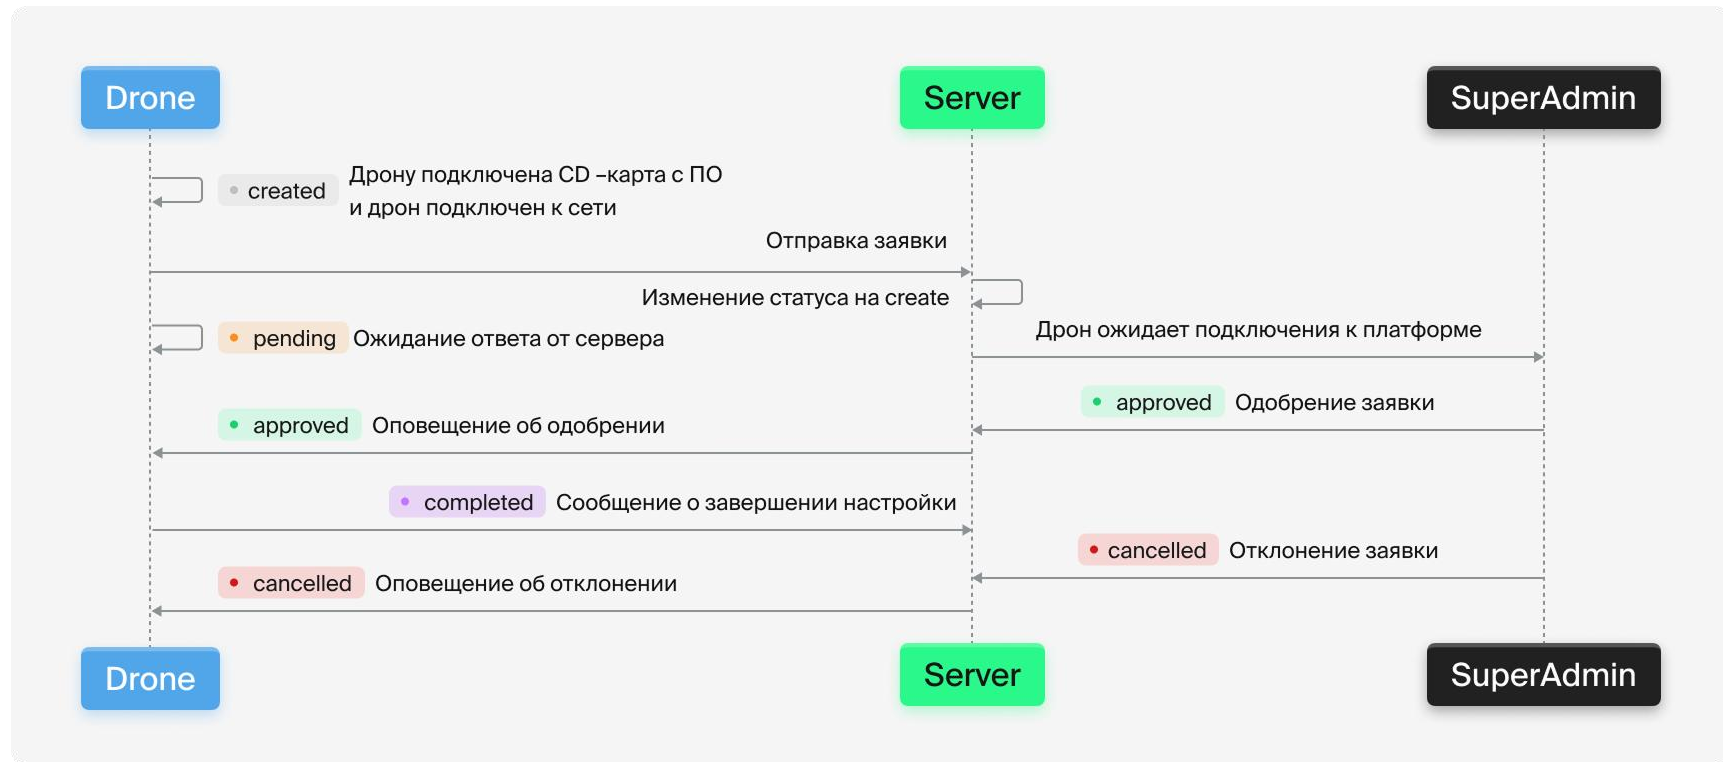 Drone
Server
SuperAdmin
created
Дрону подключена CD –карта с ПО
и дрон подключен к сети
Отправка заявки
Изменение статуса на create
pending
Ожидание ответа от сервера
Дрон ожидает подключения к платформе
approved
Одобрение заявки
approved
Оповещение об одобрении
completed
Сообщение о завершении настройки
cancelled
Отклонение заявки
cancelled
Оповещение об отклонении
Drone
Server
SuperAdmin